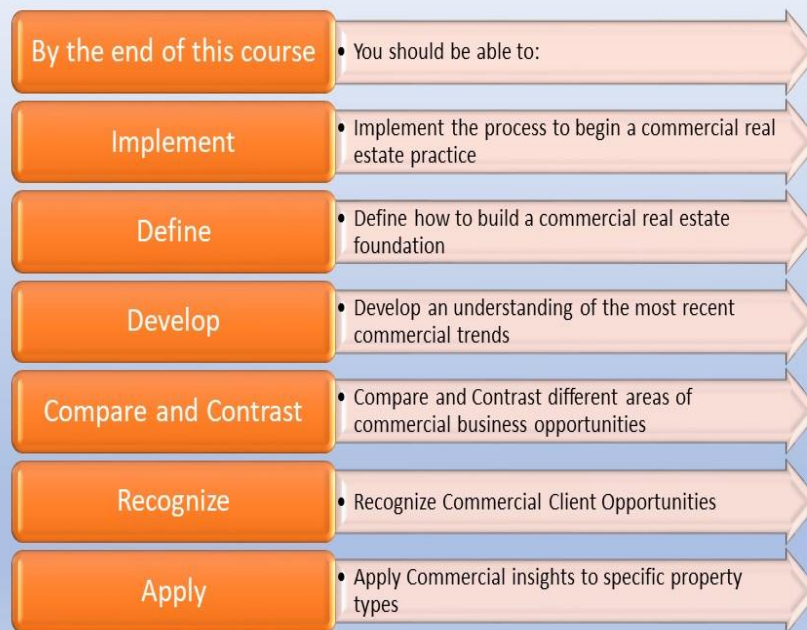 By the end of this course
• You should be able to:
Implement
• Implement the process to begin a commercial real
estate practice
Define
• Define how to build a commercial real estate
foundation
Develop
• Develop an understanding of the most recent
commercial trends
Compare and Contrast
• Compare and Contrast different areas of
commercial business opportunities
Recognize
• Recognize Commercial Client Opportunities
Apply
• Apply Commercial insights to specific property
types